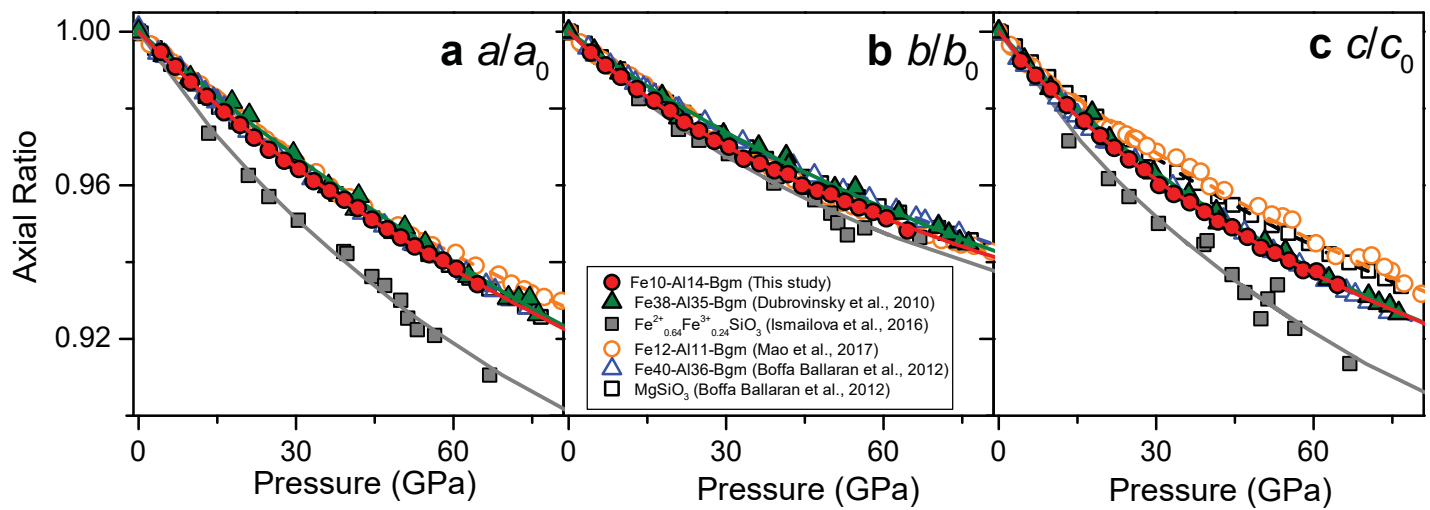 a a/a₀
b b/b₀
c c/c₀
Axial Ratio
1.00
0.96
0.92
Fe10-Al14-Bgm (This study)
Fe38-Al35-Bgm (Dubrovinsky et al., 2010)
Fe²⁺₀.₆₄Fe³⁺₀.₂₄SiO₃ (Ismailova et al., 2016)
Fe12-Al11-Bgm (Mao et al., 2017)
Fe40-Al36-Bgm (Boffa Ballaran et al., 2012)
MgSiO₃ (Boffa Ballaran et al., 2012)
0 30 60 0 30 60 0 30 60
Pressure (GPa) Pressure (GPa) Pressure (GPa)